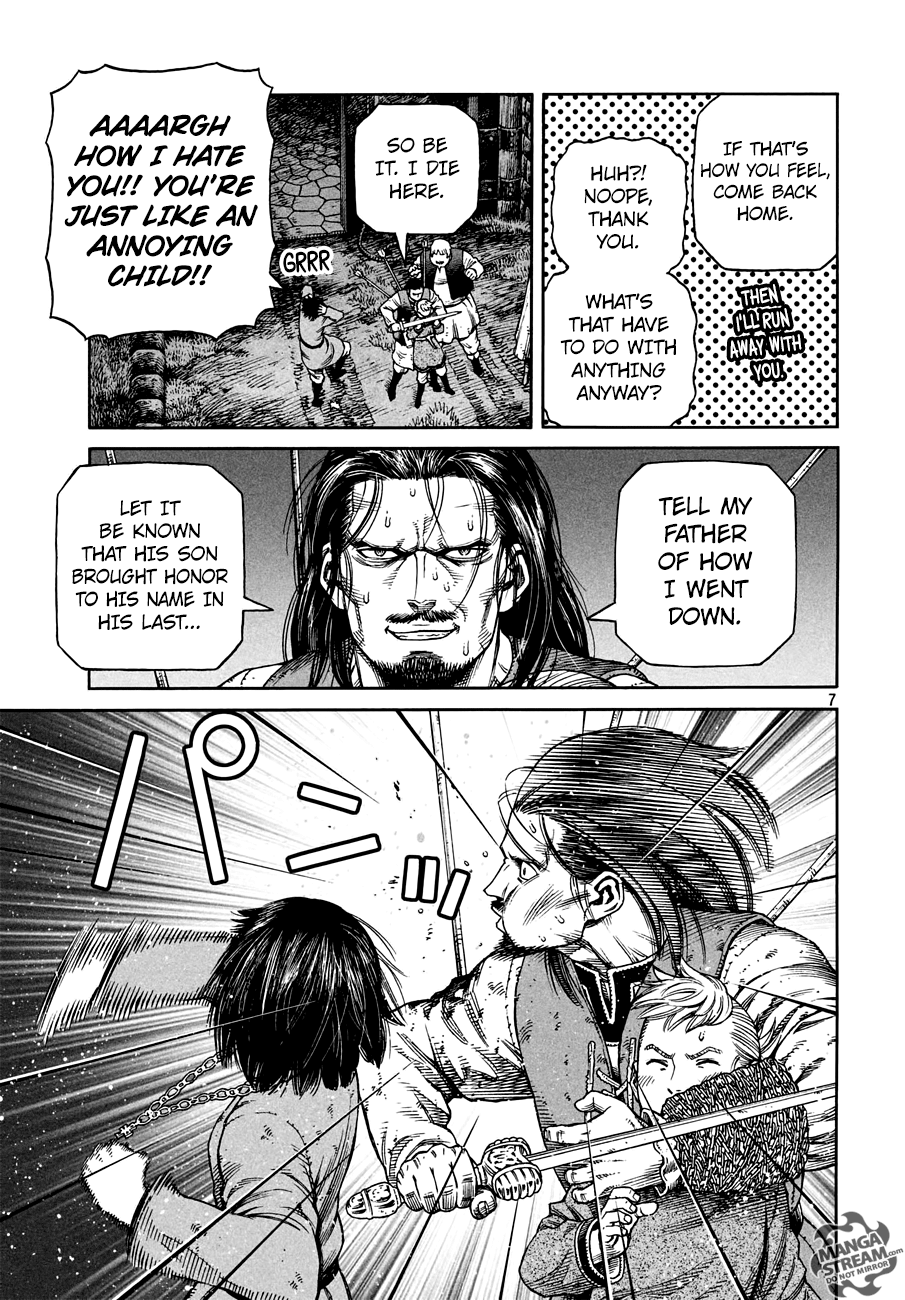 IF THAT'S
HOW YOU FEEL,
COME BACK
HOME.
HUH?!
NOOPE,
THANK
YOU.
WHAT'S
THAT HAVE
TO DO WITH
ANYTHING
ANYWAY?
THEN
I'LL RUN
AWAY WITH
YOU.
SO BE
IT. I DIE
HERE.
AAAARGH
HOW I HATE
YOU!! YOU'RE
JUST LIKE AN
ANNOYING
CHILD!!
GRRR
TELL MY
FATHER
OF HOW
I WENT
DOWN.
LET IT
BE KNOWN
THAT HIS SON
BROUGHT HONOR
TO HIS NAME IN
HIS LAST...
7
パン
MANGA
STREAM.COM
DO NOT MIRROR